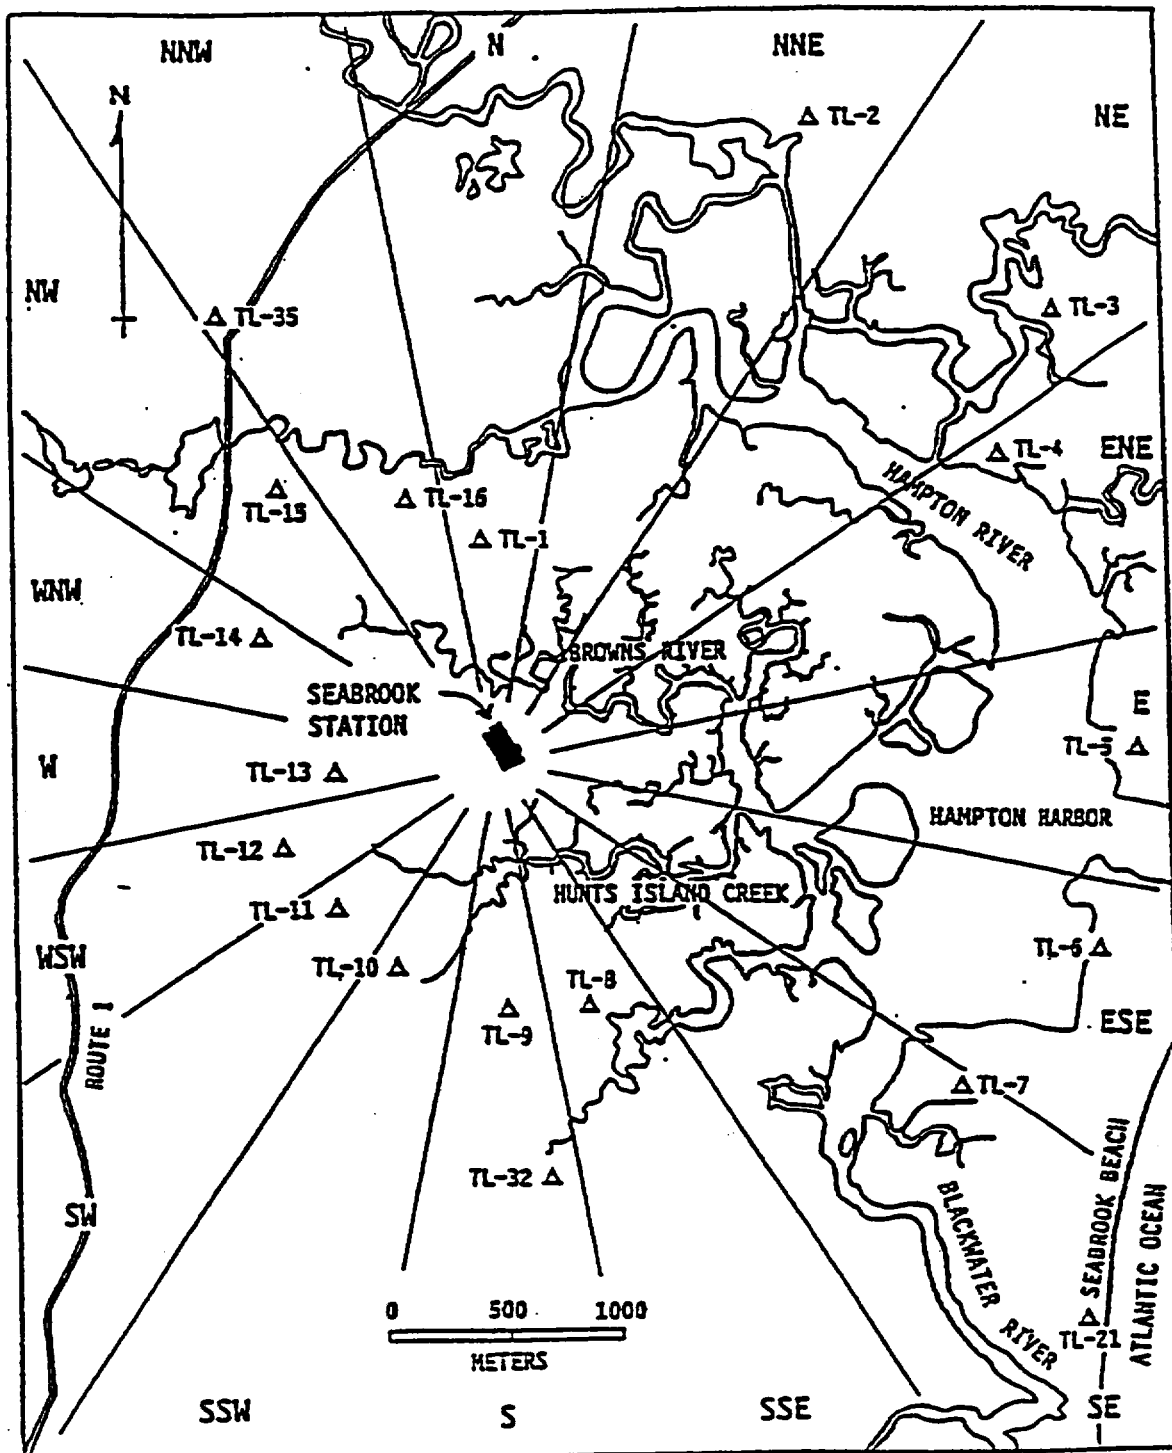 NNW
N
NNE
N
TL-2
NE
NW
TL-35
TL-3
TL-4
ENE
TL-15
TL-16
HAMPTON RIVER
TL-1
WNW
TL-14
BROWNS RIVER
SEABROOK
STATION
E
TL-5
W
TL-13
HAMPTON HARBOR
TL-12
HUNTS ISLAND CREEK
TL-11
TL-6
WSW
TL-10
TL-8
TL-9
ESE
ROUTE 1
TL-7
TL-32
SEABROOK BEACH
SW
BLACKWATER RIVER
ATLANTIC OCEAN
0 500 1000
METERS
TL-21
SSW
S
SSE
SE